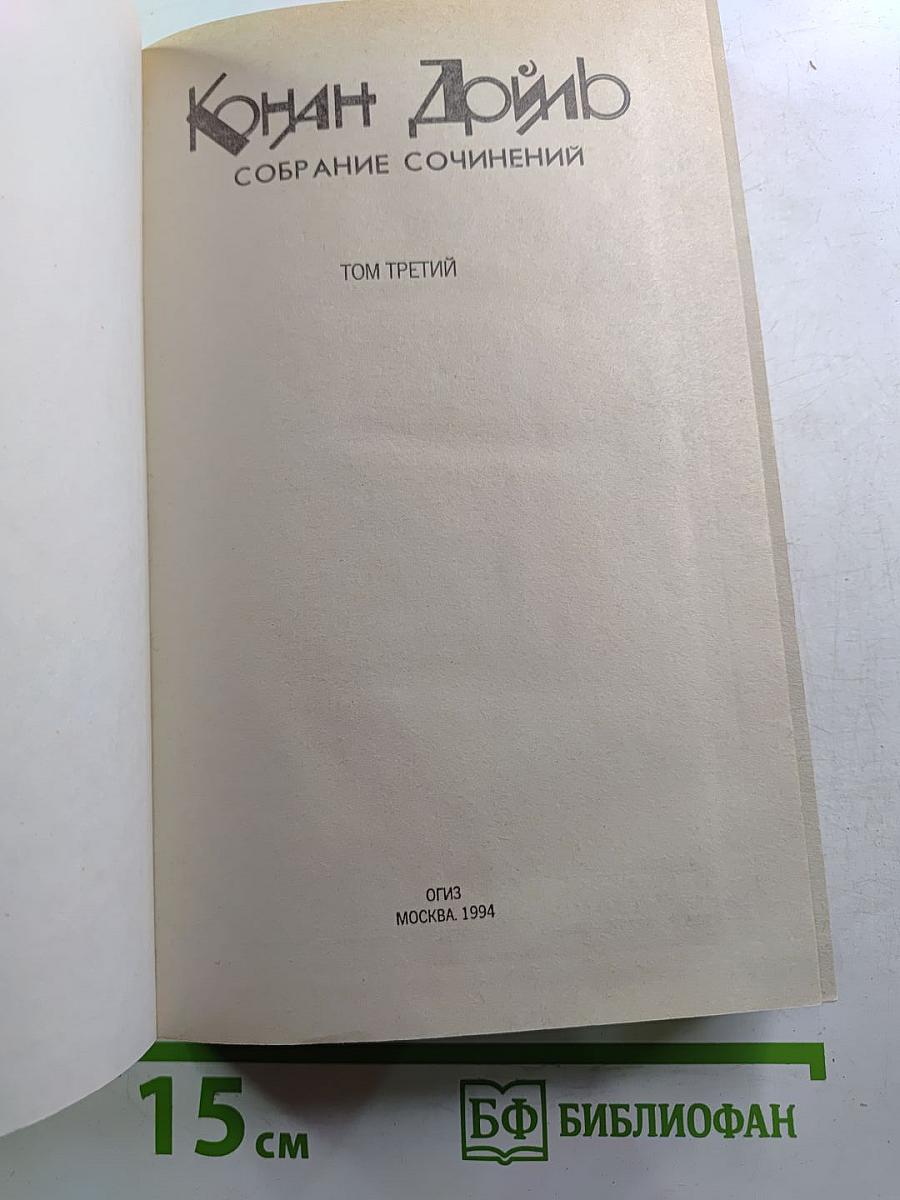 Конан Дойль
СОБРАНИЕ СОЧИНЕНИЙ
ТОМ ТРЕТИЙ
ОГИЗ
МОСКВА. 1994
15 см
БФ БИБЛИОФАН